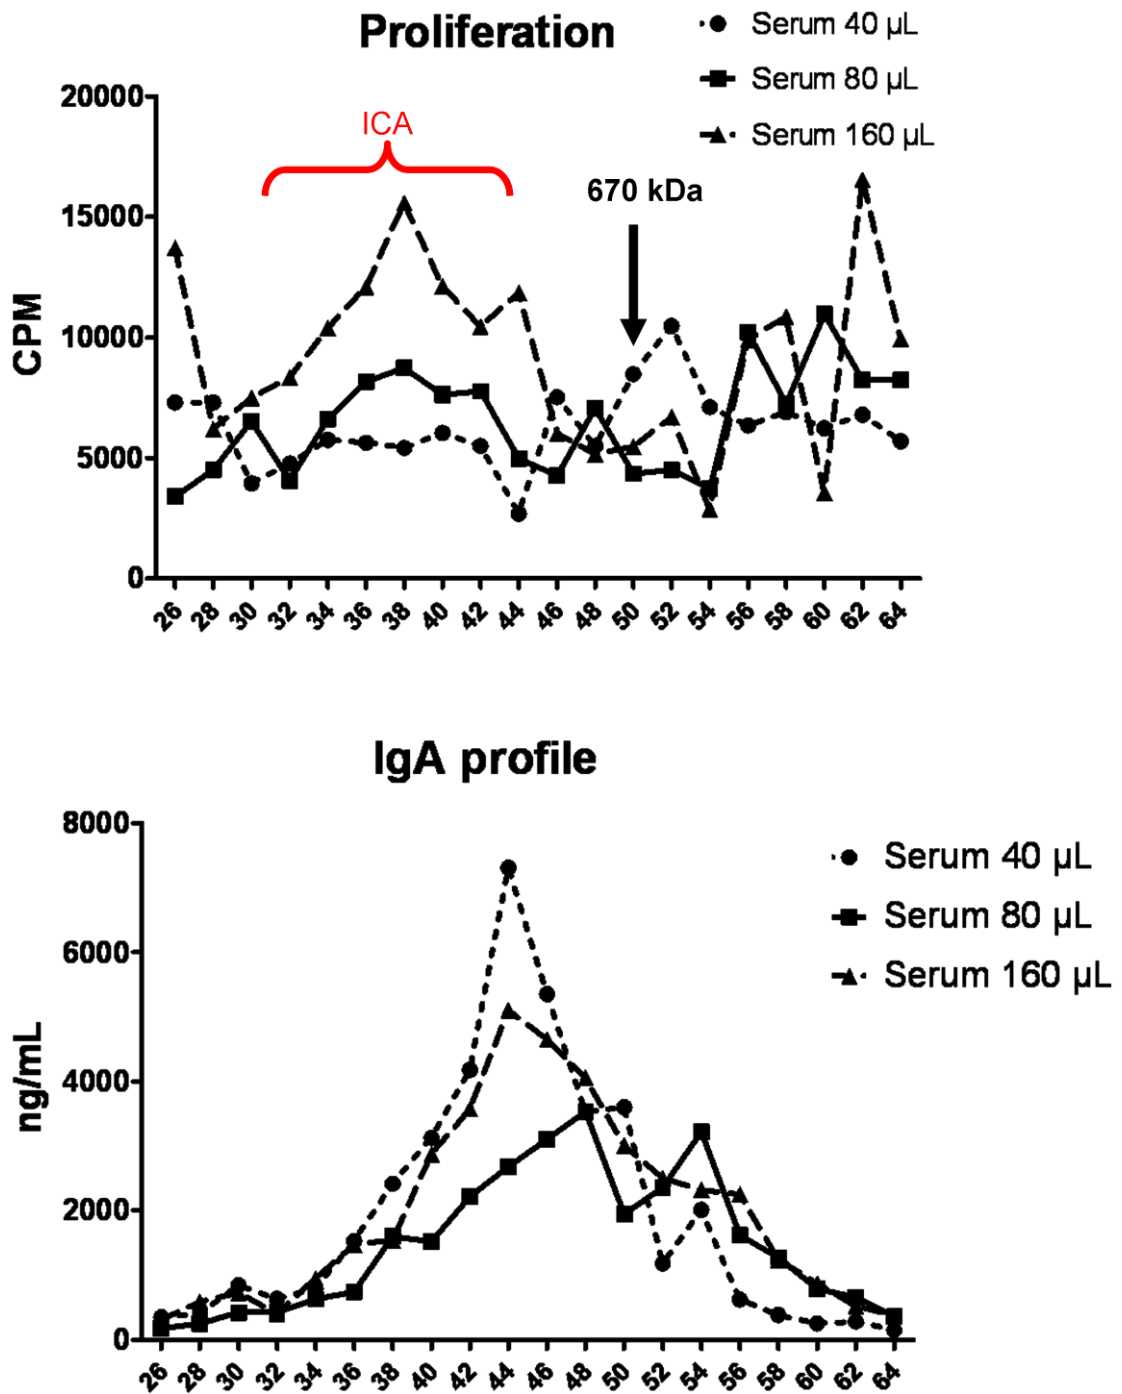 Proliferation
Serum 40 µL
Serum 80 µL
Serum 160 µL
ICA
670 kDa
CPM
20000
15000
10000
5000
0
26 28 30 32 34 36 38 40 42 44 46 48 50 52 54 56 58 60 62 64
IgA profile
Serum 40 µL
Serum 80 µL
Serum 160 µL
ng/mL
8000
6000
4000
2000
0
26 28 30 32 34 36 38 40 42 44 46 48 50 52 54 56 58 60 62 64